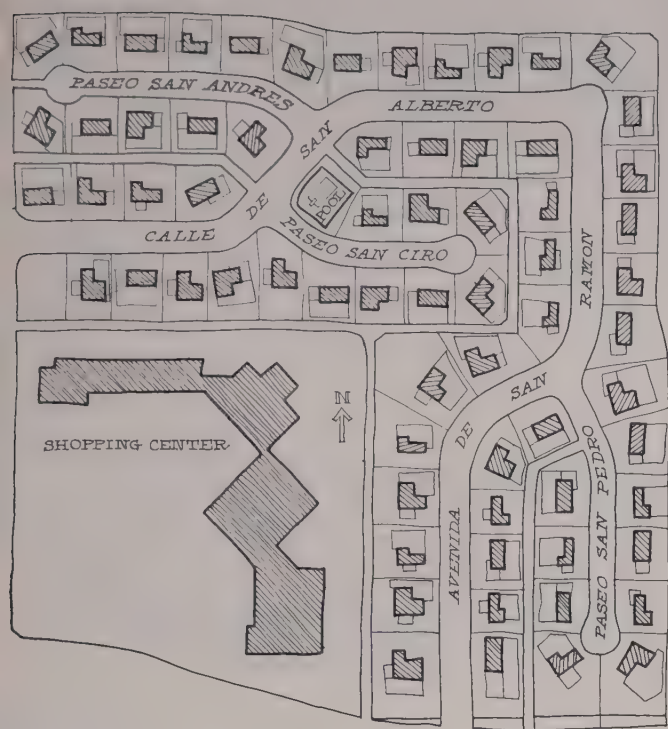 PASEO SAN ANDRES
CALLE DE SAN ALBERTO
POOL
PASEO SAN CIRO
AVENIDA DE SAN RAMON
PASEO SAN PEDRO
N
SHOPPING CENTER